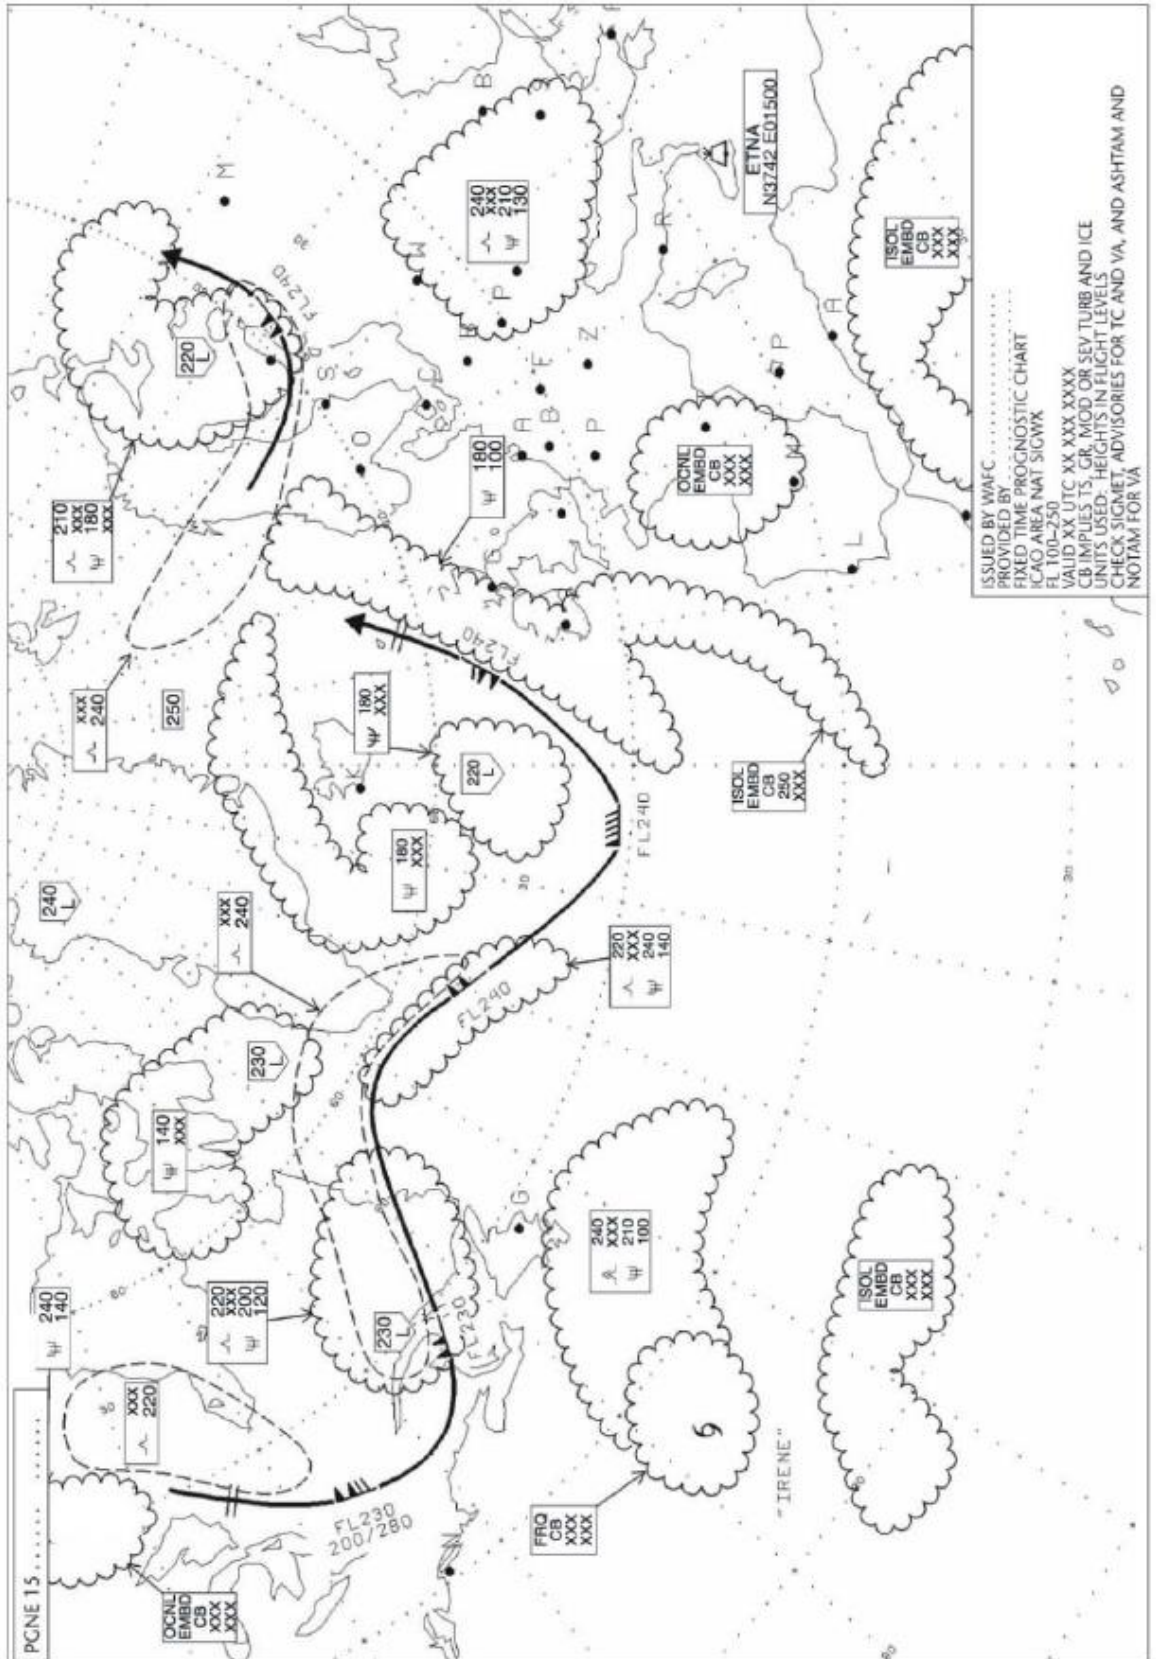 PGNE 15
OCNL
EMBD
CB
XXX
XXX
XXX
220
240
140
220
XXX
200
120
FL230
200/280
N
230
L
FL230
140
XXX
230
L
XXX
240
240
L
G
FRQ
CB
XXX
XXX
"IRENE"
240
XXX
210
100
ISOL
EMBD
CB
XXX
XXX
FL240
220
XXX
240
140
180
XXX
180
XXX
220
L
K
FL240
FL240
ISOL
EMBD
CB
250
XXX
XXX
240
250
210
XXX
180
XXX
220
L
FL240
M
180
100
O
S
C
A
B
F
P
Z
P
W
B
240
XXX
210
130
OCNL
EMBD
CB
XXX
XXX
M
L
P
A
R
ETNA
N3742 E01500
ISOL
EMBD
CB
XXX
XXX
ISSUED BY WAFC
PROVIDED BY
FIXED TIME PROGNOSTIC CHART
ICAO AREA NAT SIGWX
FL 100–250
VALID XX UTC XX XXX XXXX
CB IMPLIES TS, GR, MOD OR SEV TURB AND ICE
UNITS USED: HEIGHTS IN FLIGHT LEVELS
CHECK SIGMET, ADVISORIES FOR TC AND VA, AND ASHTAM AND
NOTAM FOR VA